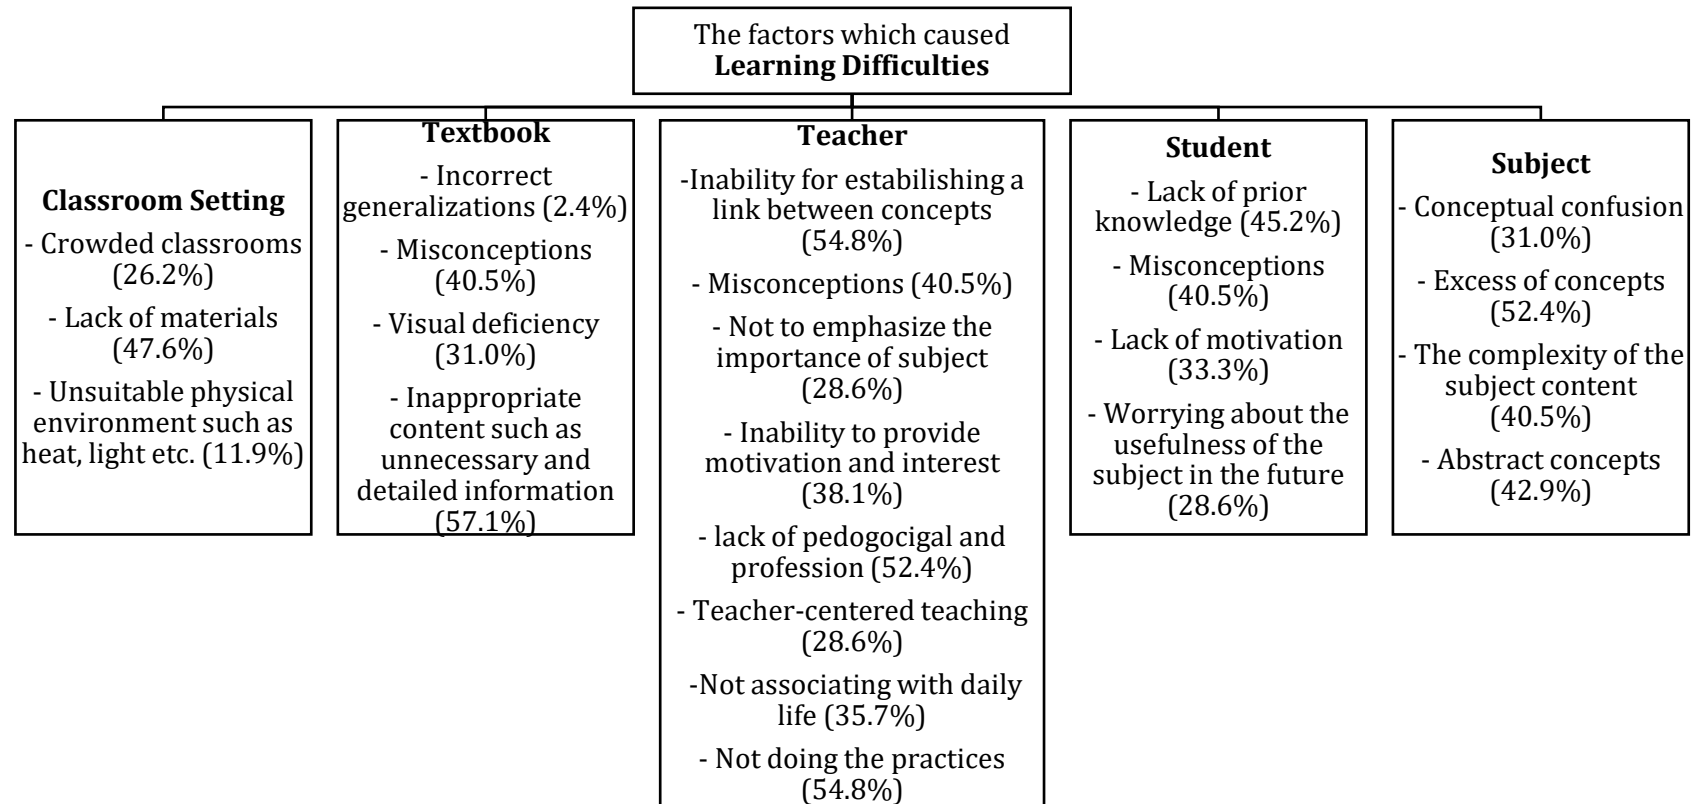 The factors which caused
Learning Difficulties
Classroom Setting
- Crowded classrooms
(26.2%)
- Lack of materials
(47.6%)
- Unsuitable physical
environment such as
heat, light etc. (11.9%)
Textbook
- Incorrect
generalizations (2.4%)
- Misconceptions
(40.5%)
- Visual deficiency
(31.0%)
- Inappropriate
content such as
unnecessary and
detailed information
(57.1%)
Teacher
-Inability for estabilishing a
link between concepts
(54.8%)
- Misconceptions (40.5%)
- Not to emphasize the
importance of subject
(28.6%)
- Inability to provide
motivation and interest
(38.1%)
- lack of pedogocigal and
profession (52.4%)
- Teacher-centered teaching
(28.6%)
-Not associating with daily
life (35.7%)
- Not doing the practices
(54.8%)
Student
- Lack of prior
knowledge (45.2%)
- Misconceptions
(40.5%)
- Lack of motivation
(33.3%)
- Worrying about the
usefulness of the
subject in the future
(28.6%)
Subject
- Conceptual confusion
(31.0%)
- Excess of concepts
(52.4%)
- The complexity of the
subject content
(40.5%)
- Abstract concepts
(42.9%)